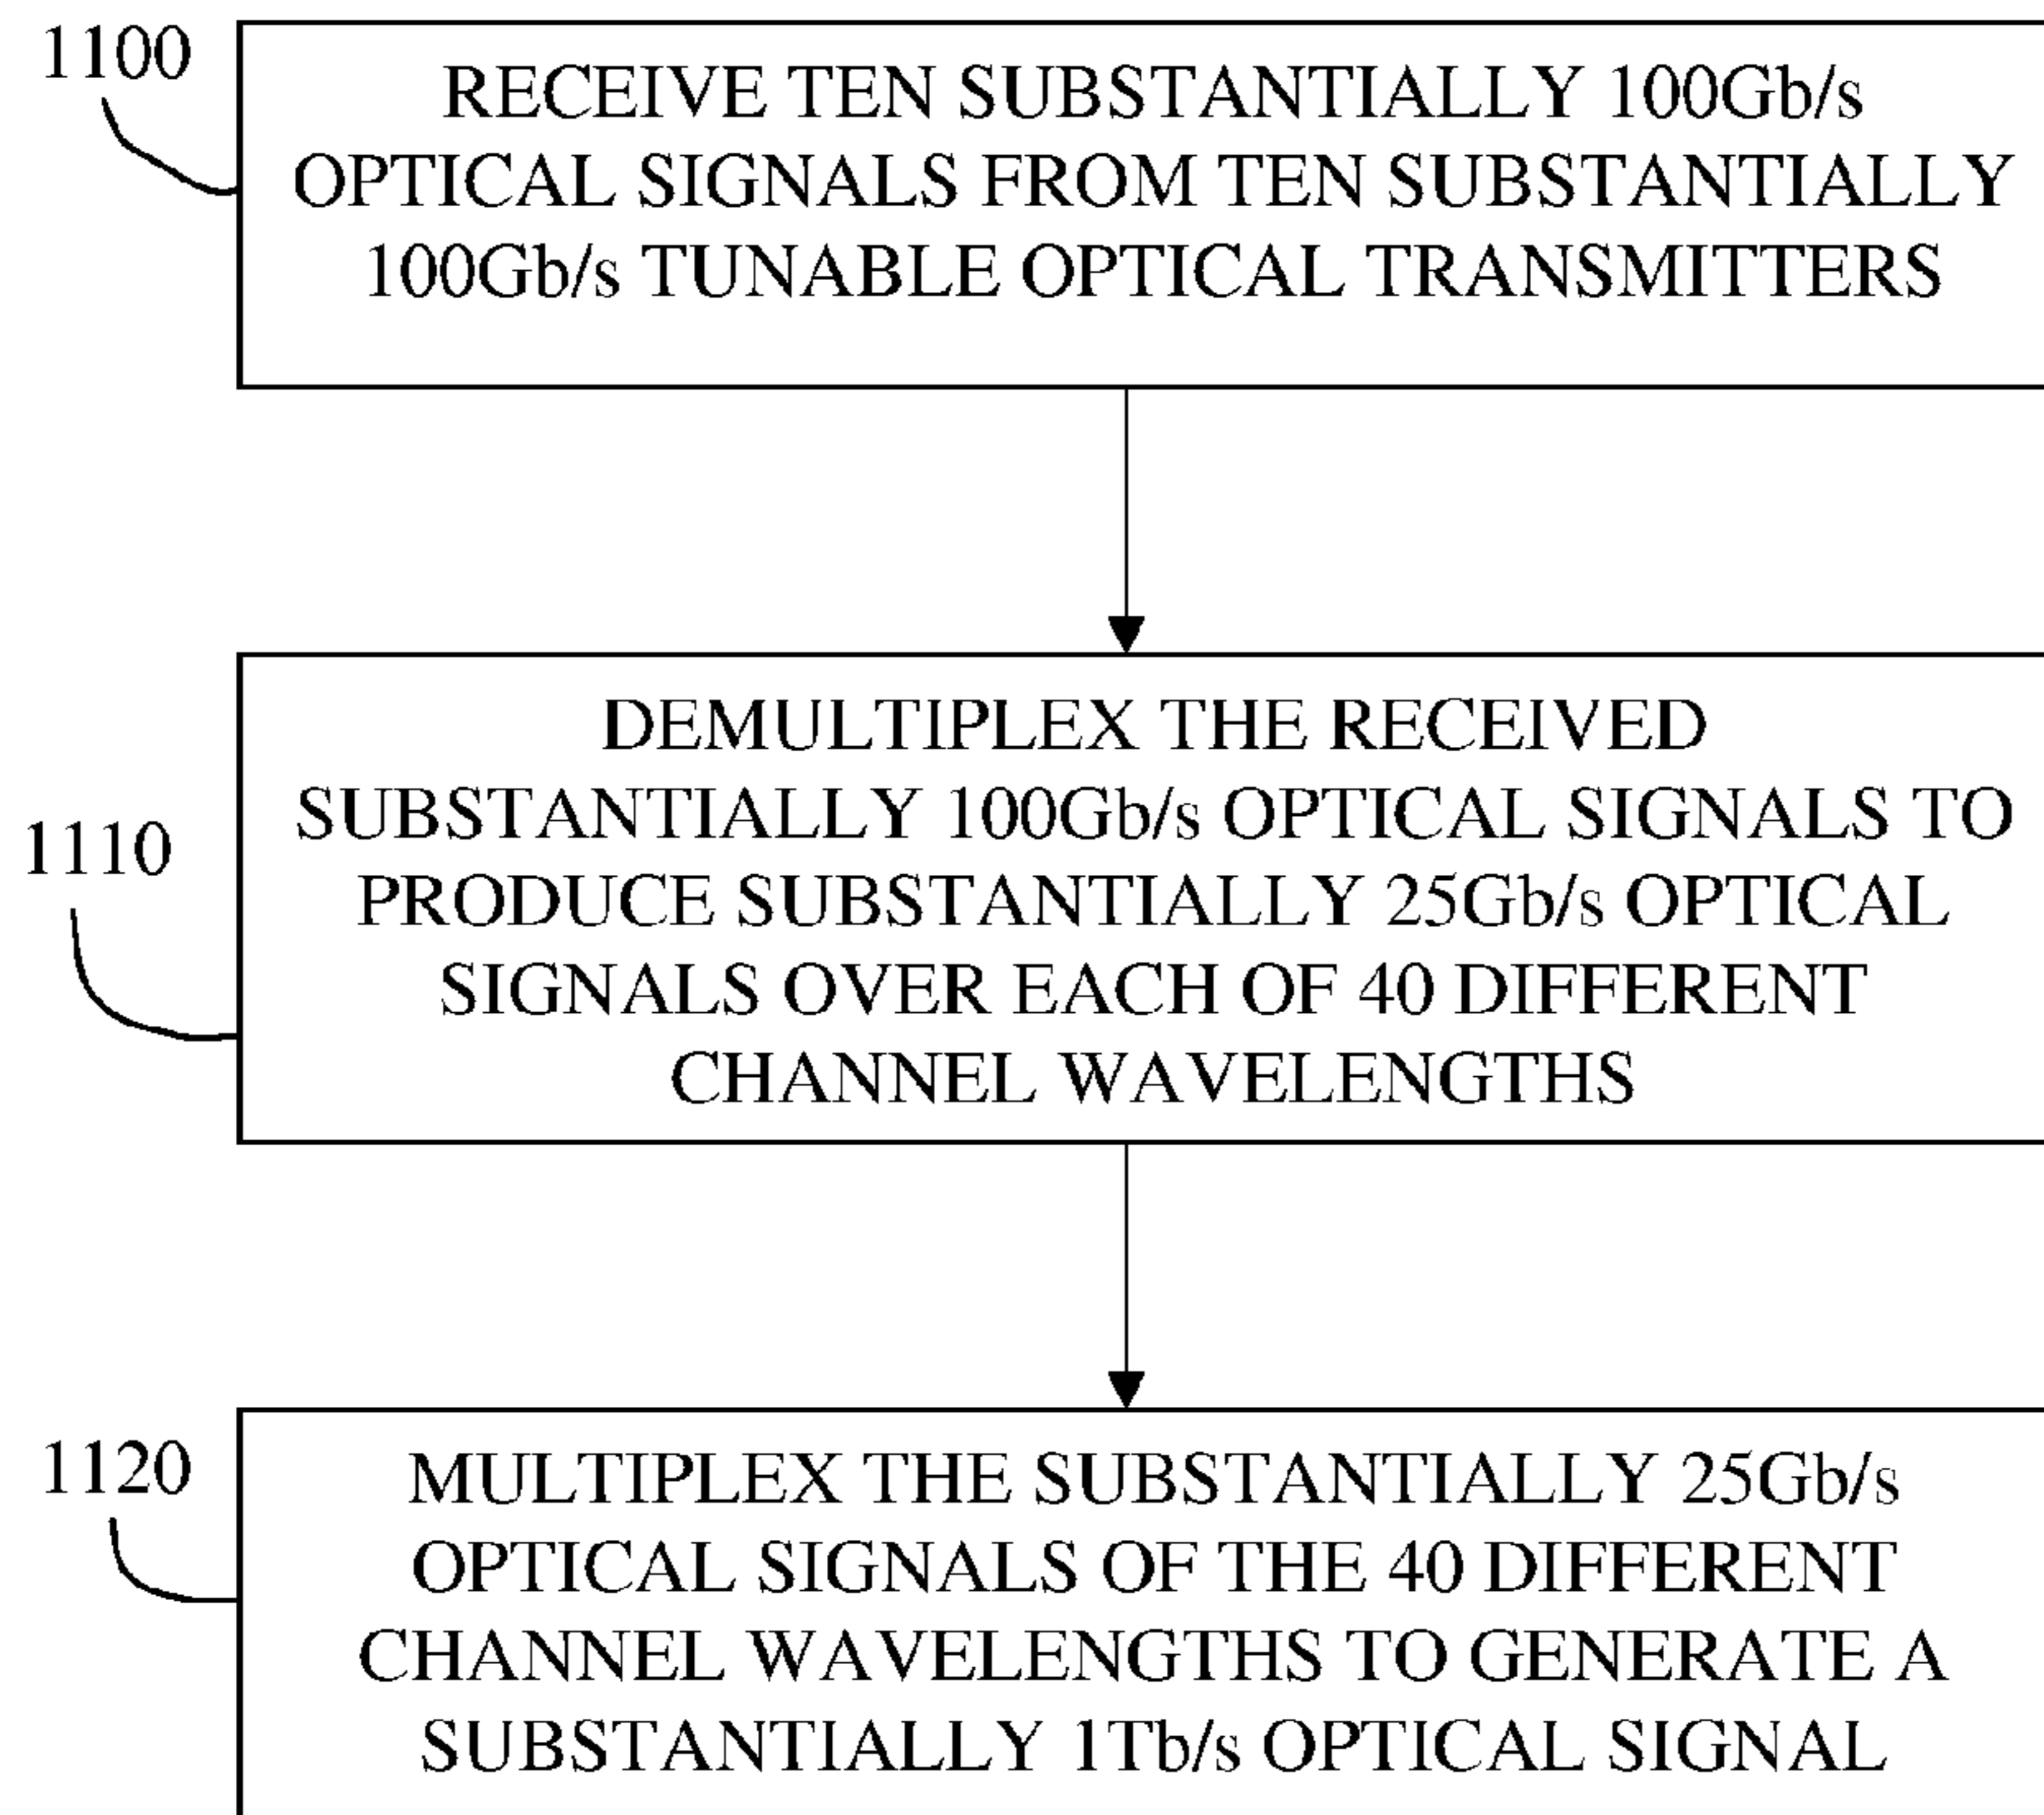 1100
RECEIVE TEN SUBSTANTIALLY 100Gb/s
OPTICAL SIGNALS FROM TEN SUBSTANTIALLY
100Gb/s TUNABLE OPTICAL TRANSMITTERS
DEMULTIPLEX THE RECEIVED
SUBSTANTIALLY 100Gb/s OPTICAL SIGNALS TO
1110
PRODUCE SUBSTANTIALLY 25Gb/s OPTICAL
SIGNALS OVER EACH OF 40 DIFFERENT
CHANNEL WAVELENGTHS
1120
MULTIPLEX THE SUBSTANTIALLY 25Gb/s
OPTICAL SIGNALS OF THE 40 DIFFERENT
CHANNEL WAVELENGTHS TO GENERATE A
SUBSTANTIALLY 1Tb/s OPTICAL SIGNAL